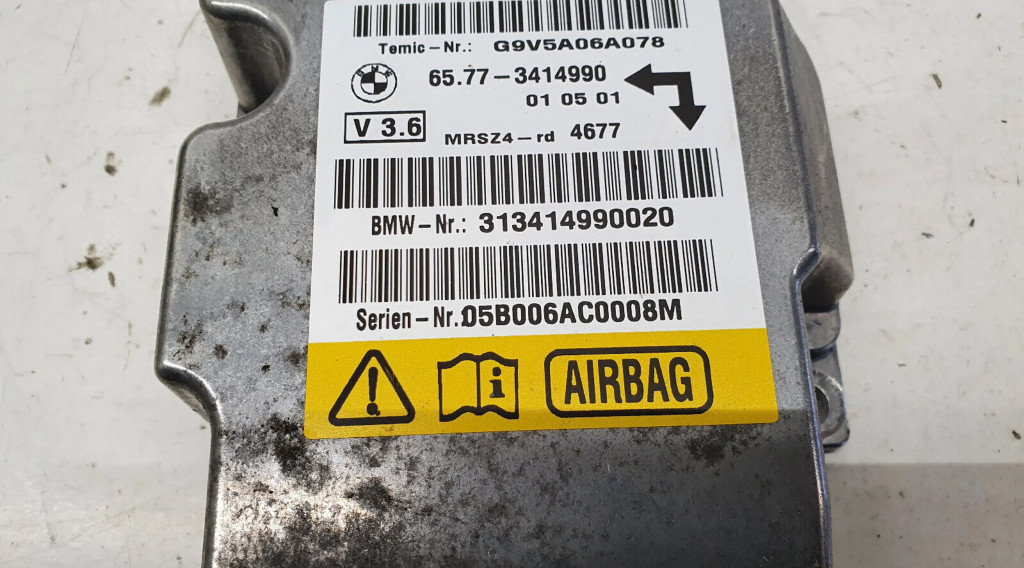 Temic-Nr.: G9V5A06A078
BMW
65.77-3414990
01 05 01
V 3.6
MRSZ4-rd 4677
BMW-Nr.: 313414990020
Serien-Nr.: 05B006AC0008M
i
AIRBAG